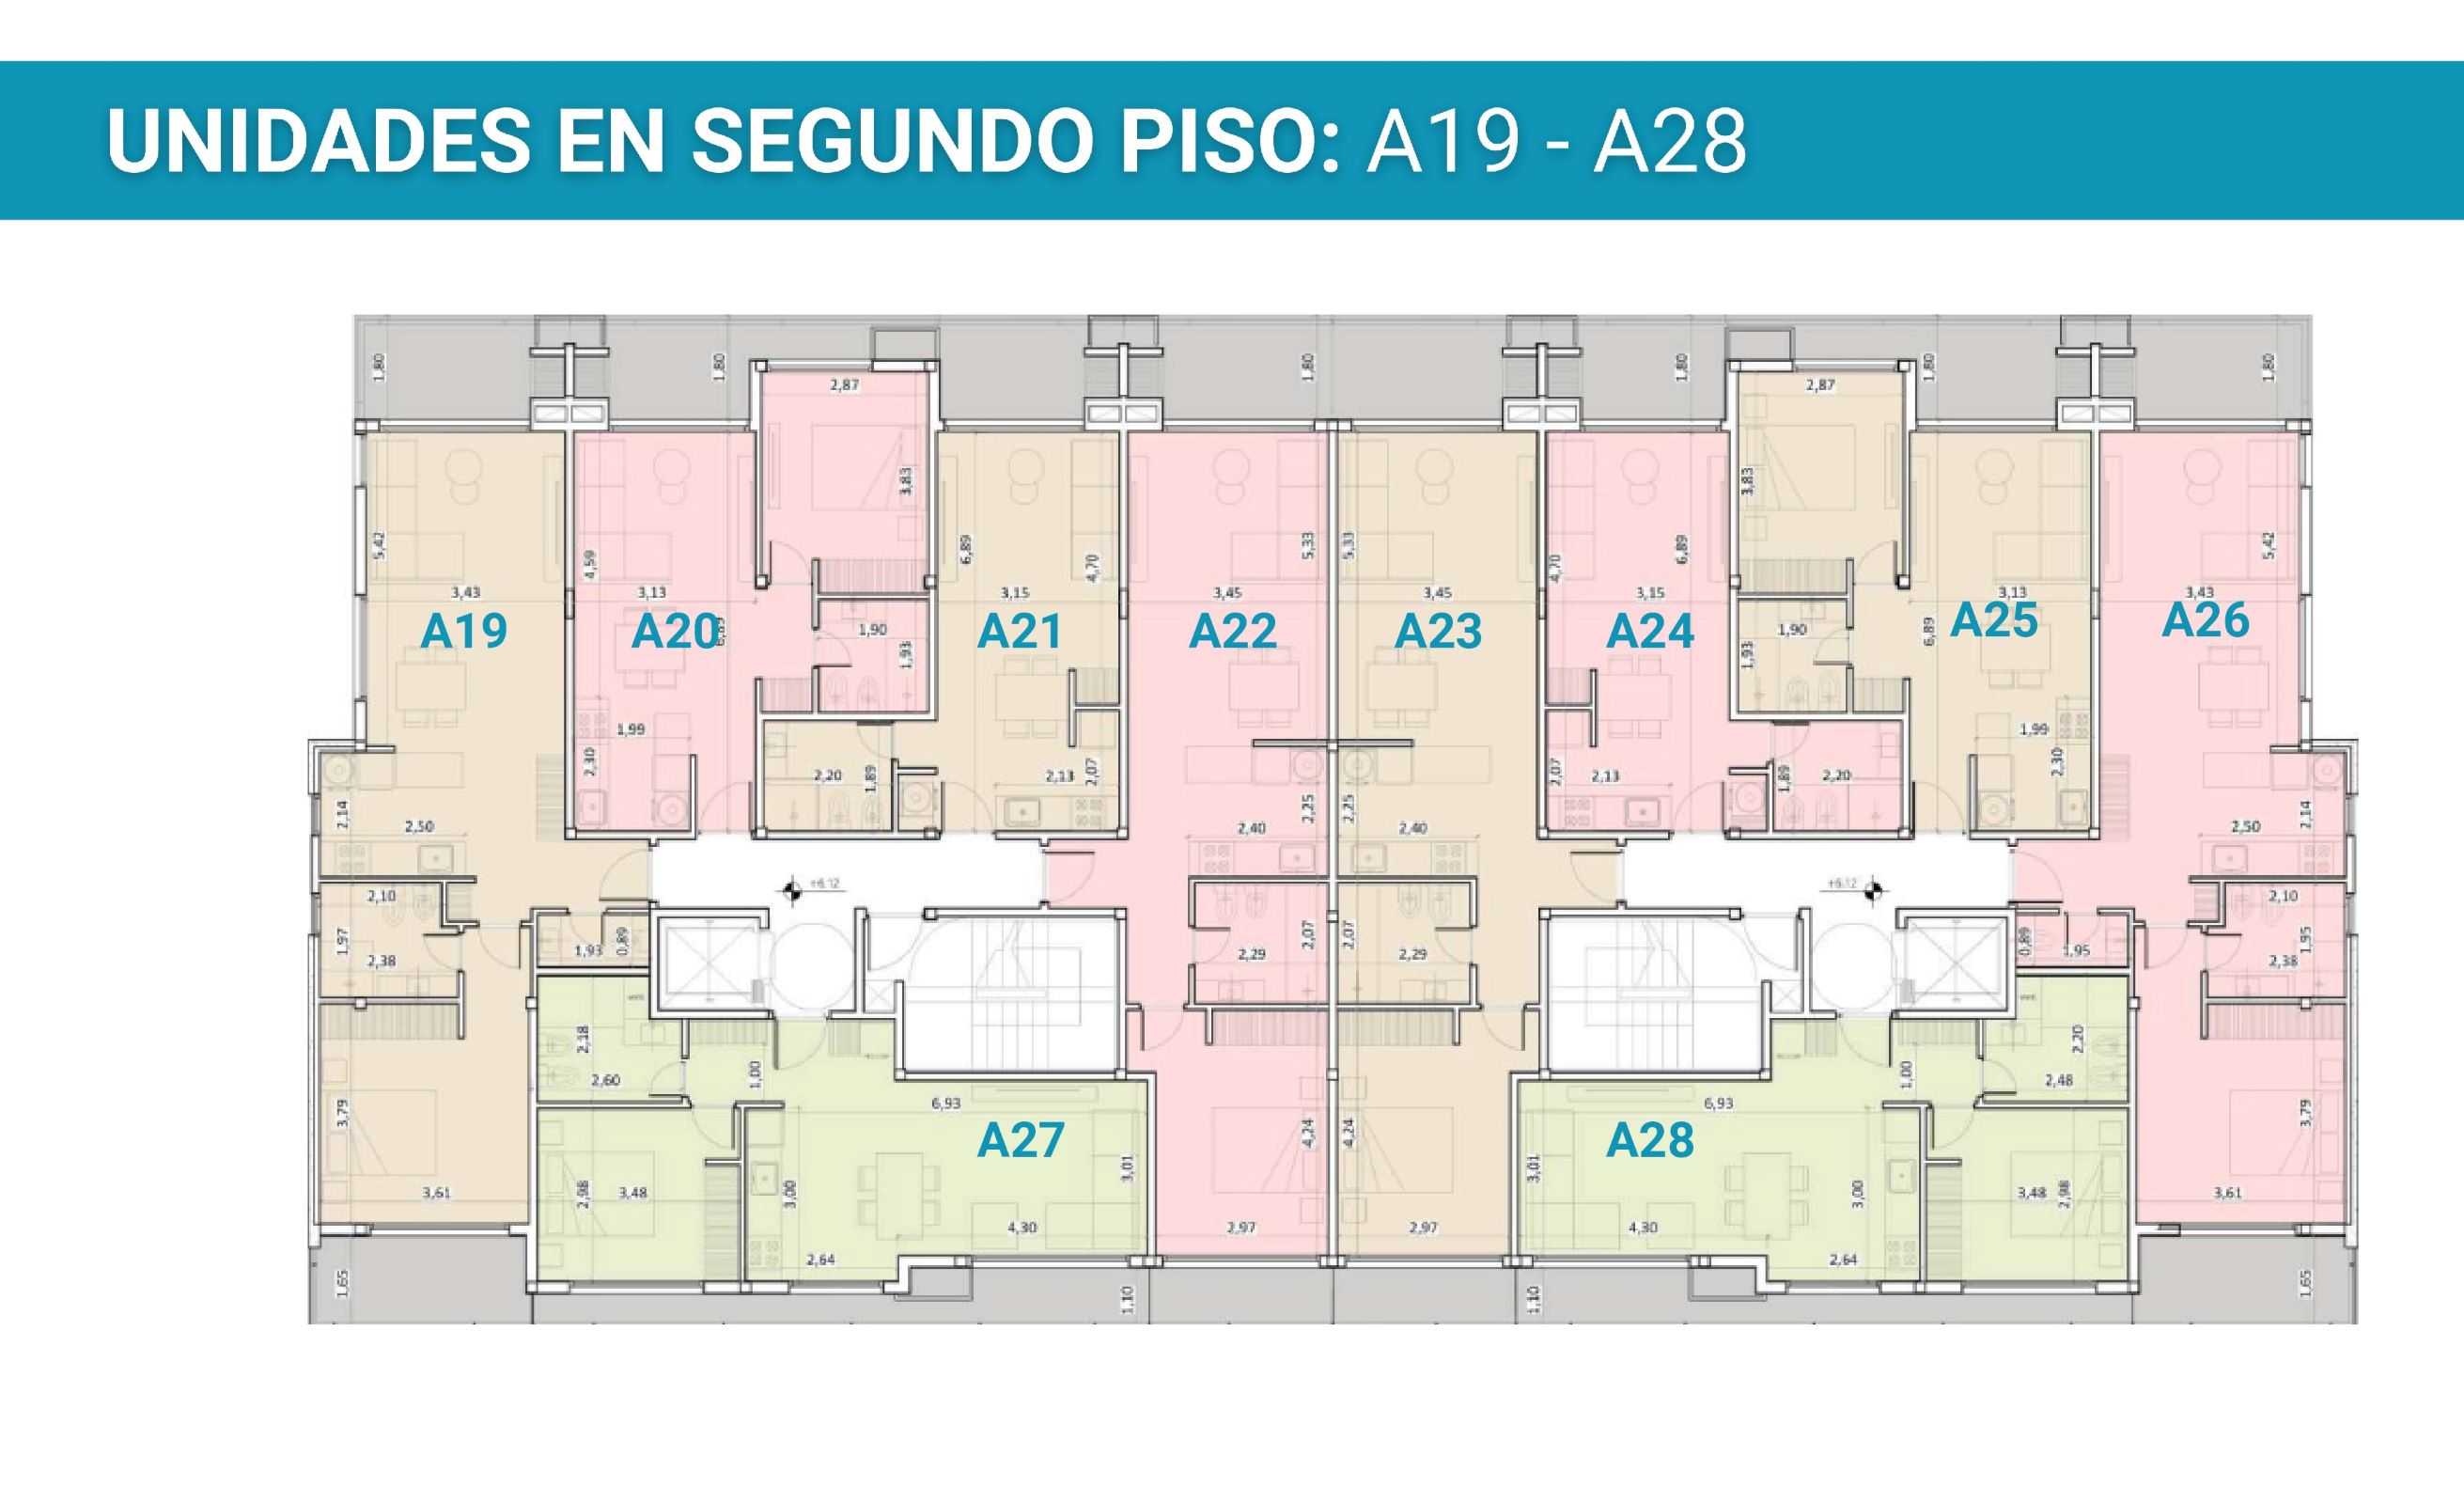 UNIDADES EN SEGUNDO PISO: A19 - A28
1,80 1,80 1,80 1,80 1,80 1,80
2,87 2,87
3,83 3,83
5,42 4,59 6,89 4,70 5,33 5,33 4,70 6,89 5,42
3,43 3,13 3,15 3,45 3,45 3,15 3,13 3,43
A19 A20 A21 A22 A23 A24 A25 A26
6,89 1,90 1,90 6,89
1,93 1,93
1,99 1,99
2,30 2,20 1,89 2,13 2,07 2,07 2,13 1,89 2,20 2,30
2,14 2,50 2,40 2,25 2,25 2,40 2,50 2,14
+6.12 +6.12
2,10 2,10
1,97 2,38 1,93 0,89 2,29 2,07 2,07 2,29 0,89 1,95 2,38 1,95
2,18 2,60 1,00 1,00 2,20 2,48
6,93 6,93
3,79 A27 4,24 4,24 A28 3,79
3,01 3,01
3,61 2,98 3,48 3,00 3,00 3,48 2,98 3,61
4,30 2,97 2,97 4,30
2,64 2,64
1,65 1,10 1,10 1,65